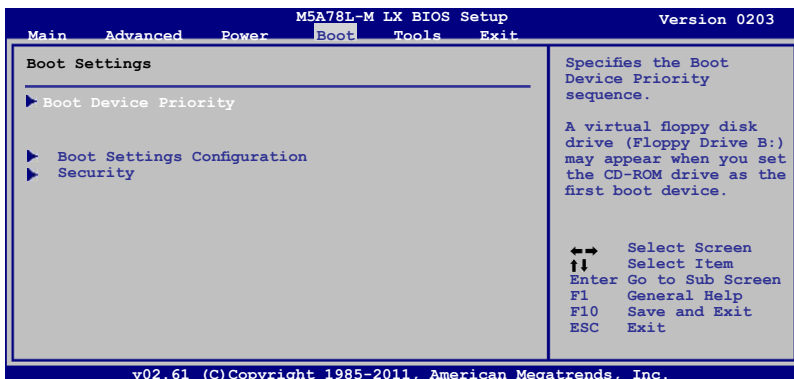 M5A78L-M LX BIOS Setup
Version 0203
Main Advanced Power Boot Tools Exit
Boot Settings
Boot Device Priority
Boot Settings Configuration
Security
Specifies the Boot
Device Priority
sequence.
A virtual floppy disk
drive (Floppy Drive B:)
may appear when you set
the CD-ROM drive as the
first boot device.
←→ Select Screen
↑↓ Select Item
Enter Go to Sub Screen
F1 General Help
F10 Save and Exit
ESC Exit
v02.61 (C)Copyright 1985-2011, American Megatrends, Inc.